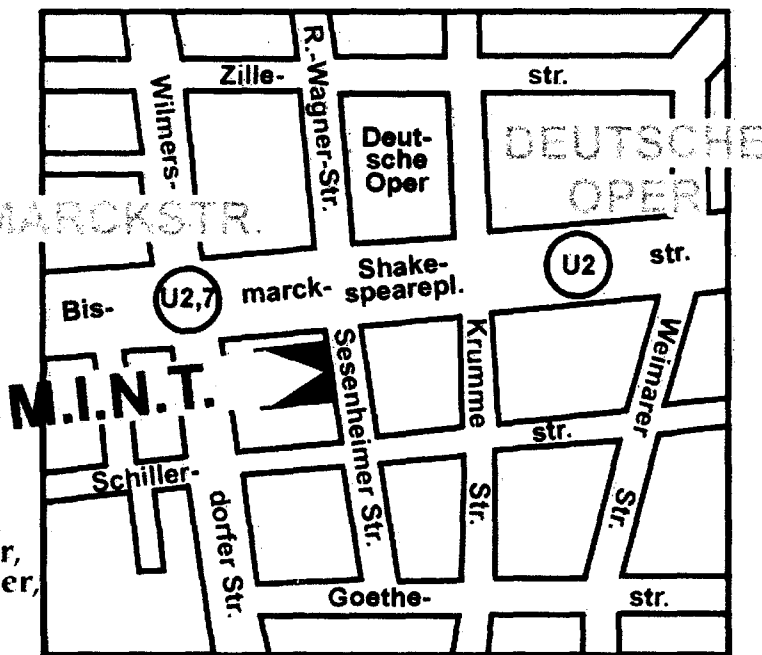 Zille- str.
R.-Wagner-Str.
Wilmers-
Deut-
sche
Oper
DEUTSCHE
OPER
MARCKSTR.
Shake-
spearepl.
U2
str.
Bis-
U2,7
marck-
M.I.N.T.
Sesenheimer Str.
Krumme
Str.
Weimarer
Str.
Schiller-
str.
dorfer Str.
r,
er,
Goethe- str.